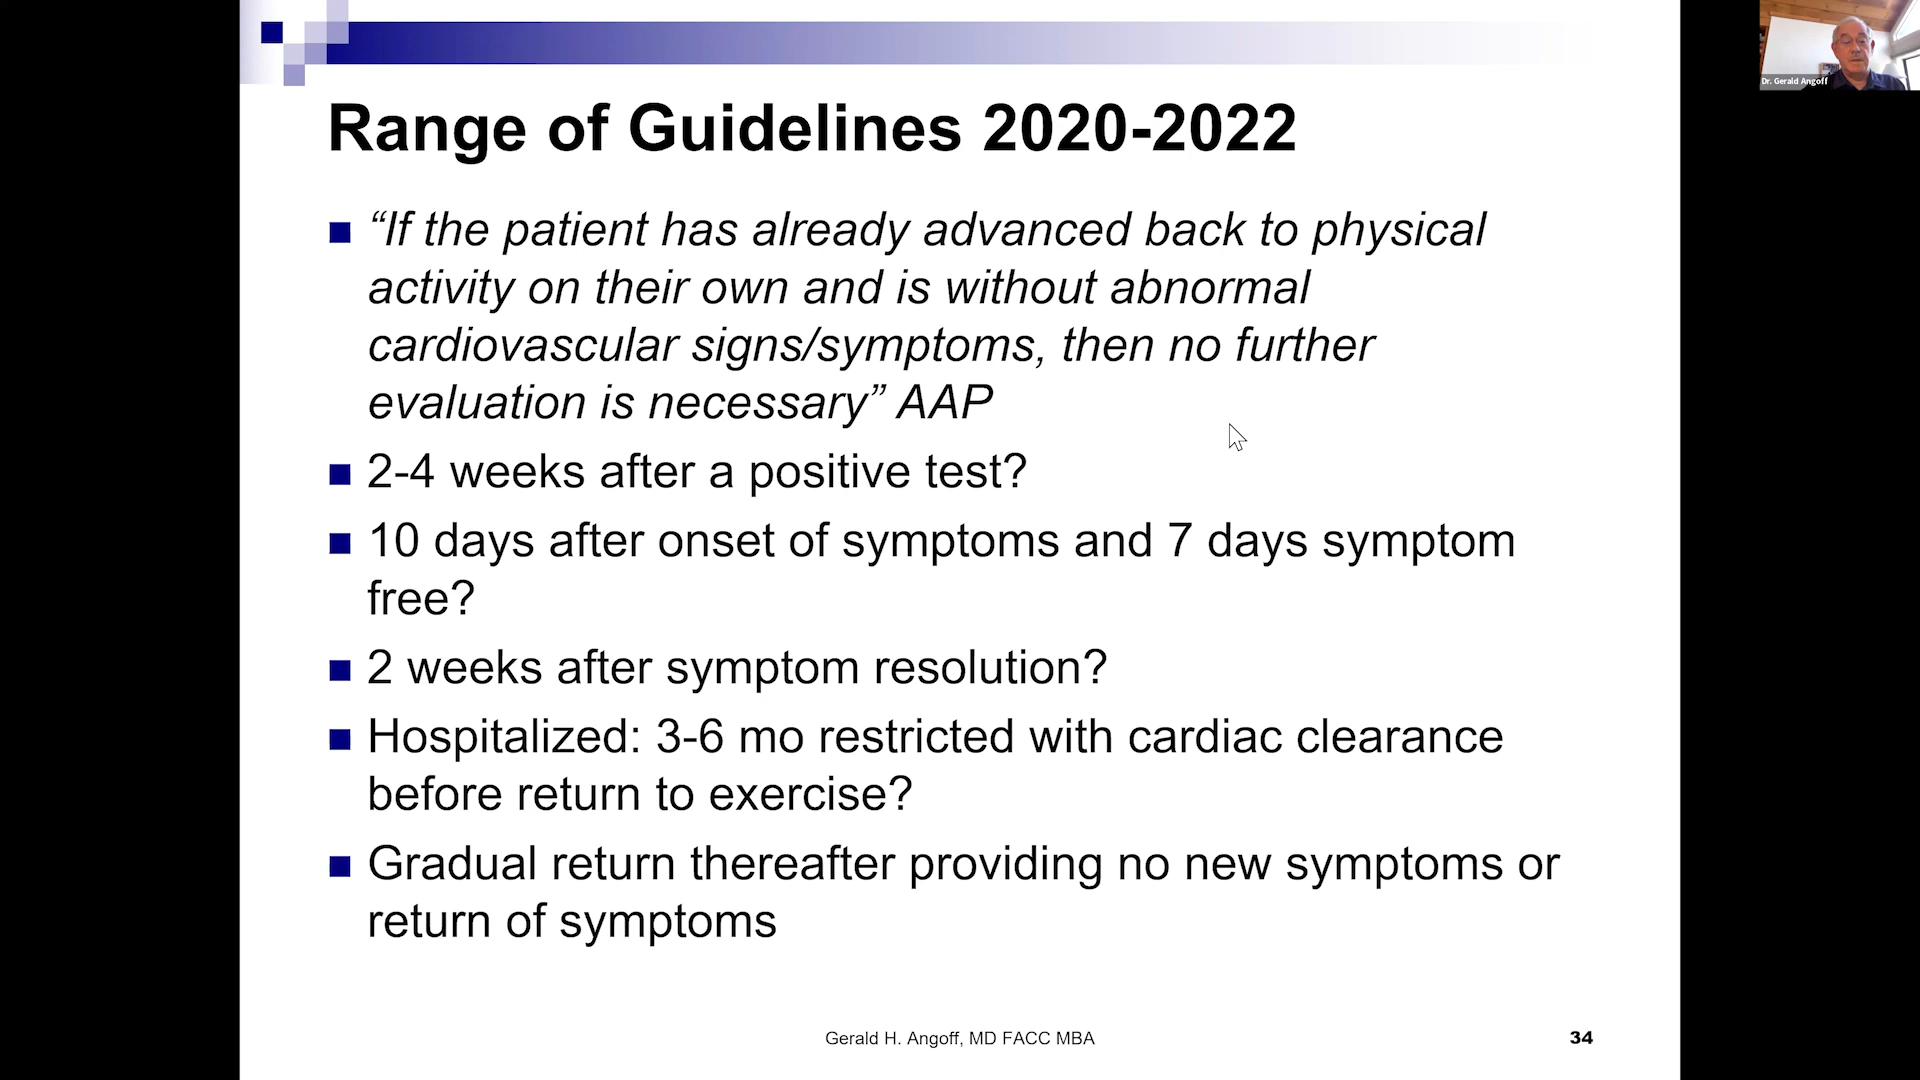 Dr. Gerald Angoff
Range of Guidelines 2020-2022
“If the patient has already advanced back to physical
activity on their own and is without abnormal
cardiovascular signs/symptoms, then no further
evaluation is necessary” AAP
2-4 weeks after a positive test?
10 days after onset of symptoms and 7 days symptom
free?
2 weeks after symptom resolution?
Hospitalized: 3-6 mo restricted with cardiac clearance
before return to exercise?
Gradual return thereafter providing no new symptoms or
return of symptoms
Gerald H. Angoff, MD FACC MBA
34